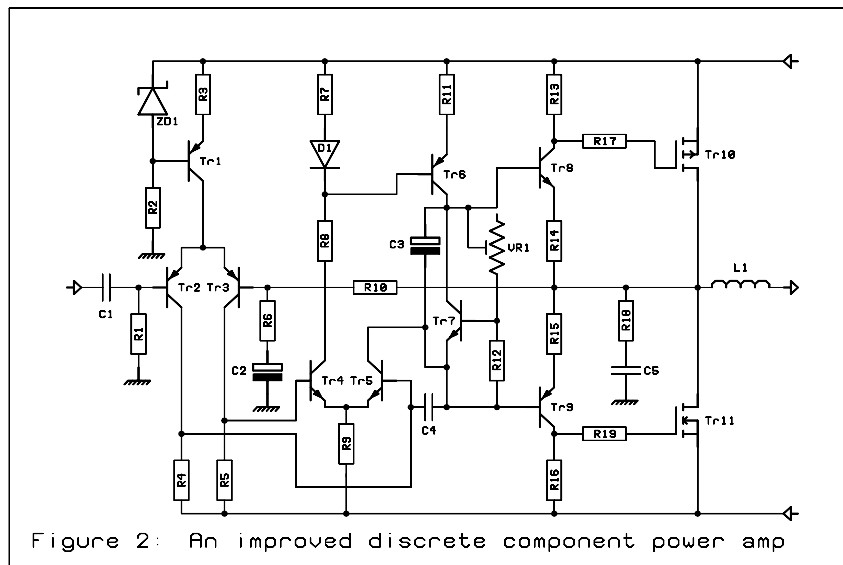 R3
R7
R11
R13
ZD1
D1
R17
Tr1
Tr6
Tr8
Tr10
R2
R8
C3
VR1
R14
L1
Tr2
Tr3
R10
C1
R6
Tr7
R18
R1
R15
R12
C2
C5
Tr4
Tr5
Tr9
C4
Tr11
R19
R9
R4
R5
R16
Figure 2: An improved discrete component power amp